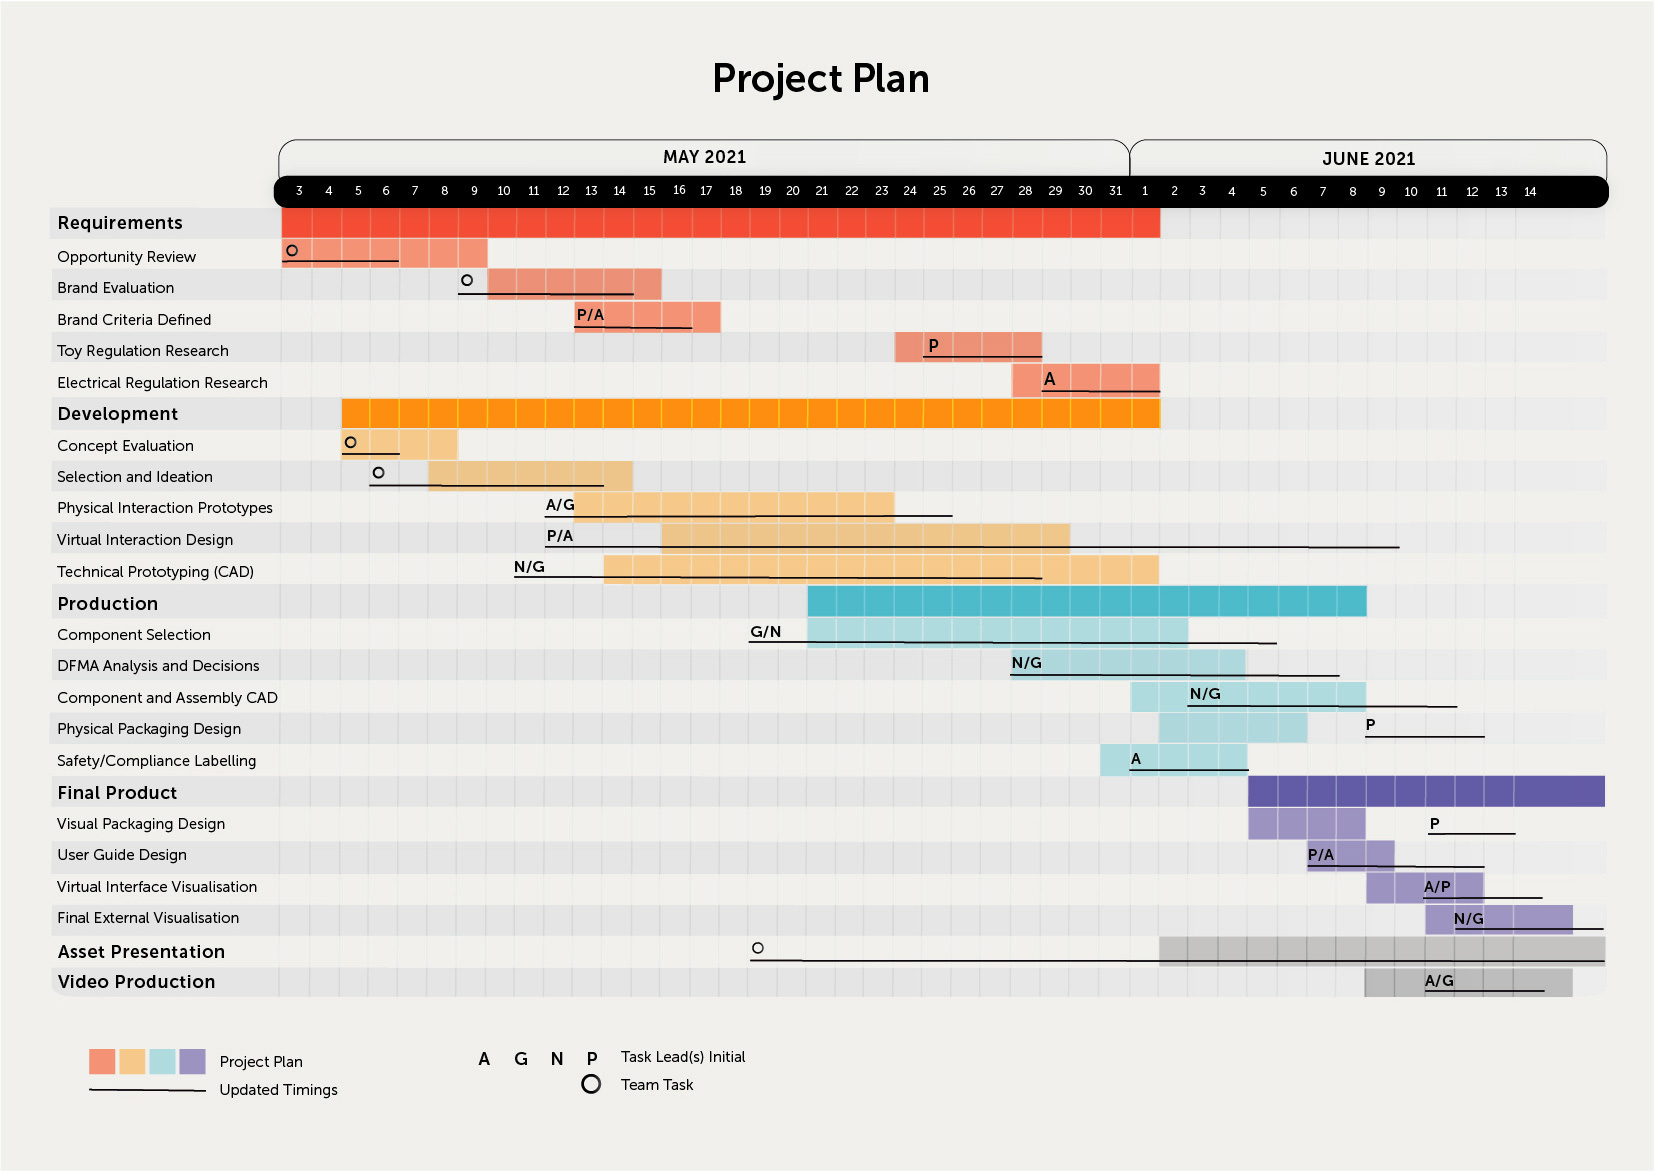 Project Plan
MAY 2021 JUNE 2021
3 4 5 6 7 8 9 10 11 12 13 14 15 16 17 18 19 20 21 22 23 24 25 26 27 28 29 30 31 1 2 3 4 5 6 7 8 9 10 11 12 13 14
Requirements
Opportunity Review
Brand Evaluation
Brand Criteria Defined P/A
Toy Regulation Research P
Electrical Regulation Research A
Development
Concept Evaluation
Selection and Ideation
Physical Interaction Prototypes A/G
Virtual Interaction Design P/A
Technical Prototyping (CAD) N/G
Production
Component Selection G/N
DFMA Analysis and Decisions N/G
Component and Assembly CAD N/G
Physical Packaging Design P
Safety/Compliance Labelling A
Final Product
Visual Packaging Design P
User Guide Design P/A
Virtual Interface Visualisation A/P
Final External Visualisation N/G
Asset Presentation
Video Production A/G
Project Plan A G N P Task Lead(s) Initial
Updated Timings Team Task